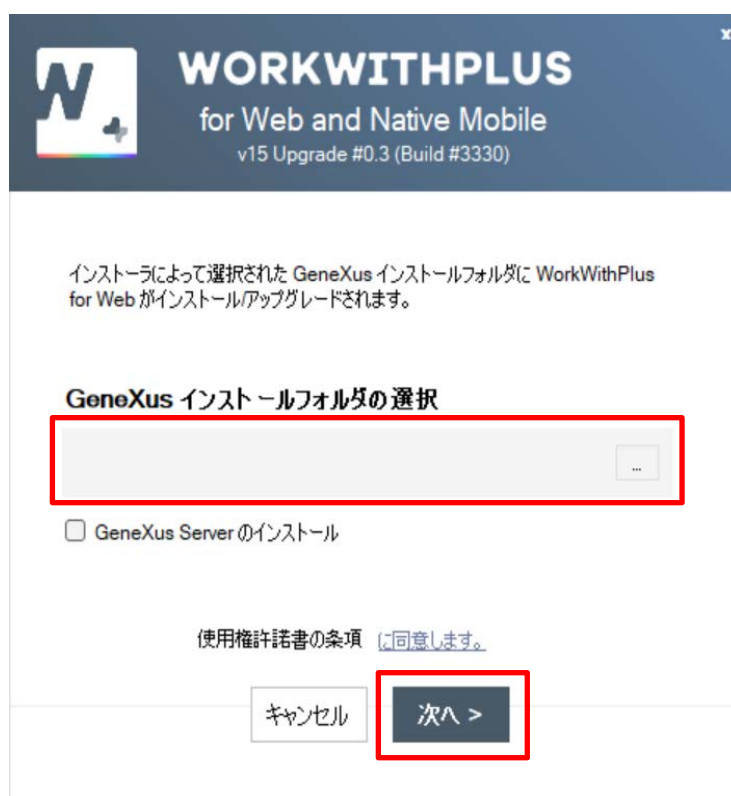 x
WORKWITHPLUS
for Web and Native Mobile
v15 Upgrade #0.3 (Build #3330)
インストーラによって選択された GeneXus インストールフォルダに WorkWithPlus
for Web がインストール/アップグレードされます。
GeneXus インストールフォルダの選択
...
GeneXus Server のインストール
使用権許諾書の条項 に同意します。
キャンセル 次へ >